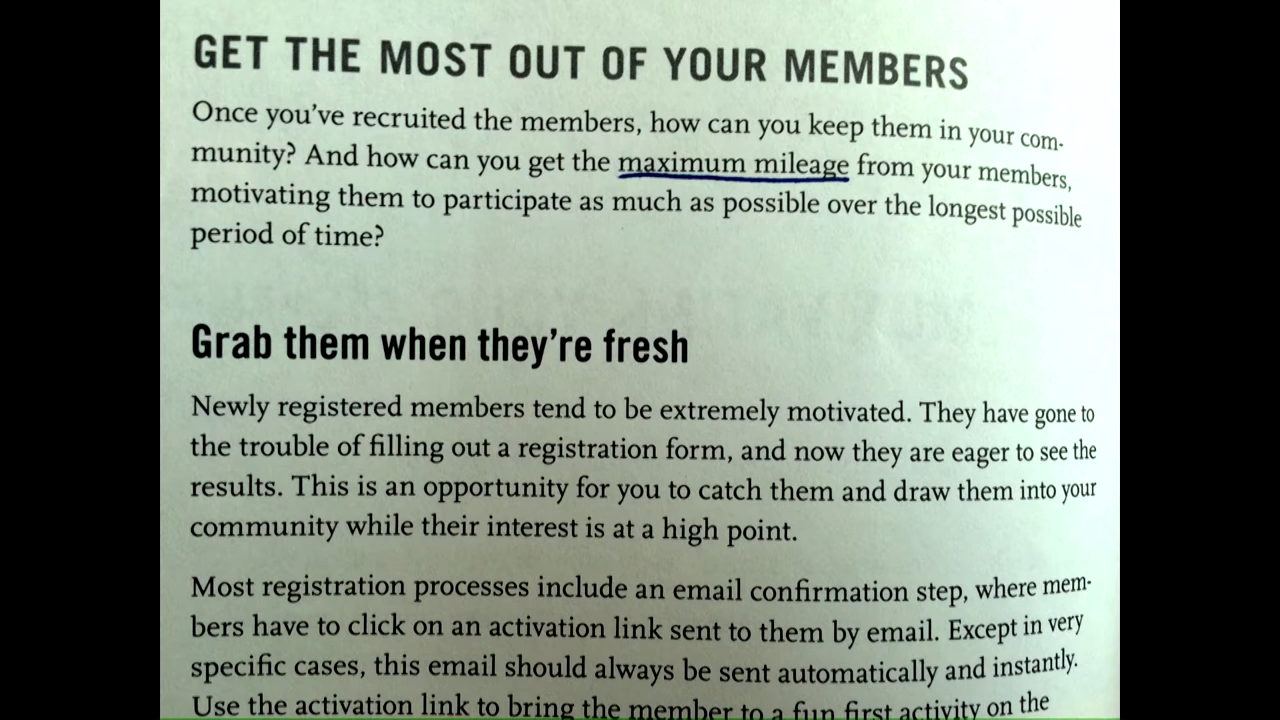 GET THE MOST OUT OF YOUR MEMBERS
Once you've recruited the members, how can you keep them in your com-
munity? And how can you get the maximum mileage from your members,
motivating them to participate as much as possible over the longest possible
period of time?
Grab them when they're fresh
Newly registered members tend to be extremely motivated. They have gone to
the trouble of filling out a registration form, and now they are eager to see the
results. This is an opportunity for you to catch them and draw them into your
community while their interest is at a high point.
Most registration processes include an email confirmation step, where mem-
bers have to click on an activation link sent to them by email. Except in very
specific cases, this email should always be sent automatically and instantly.
Use the activation link to bring the member to a fun first activity on the